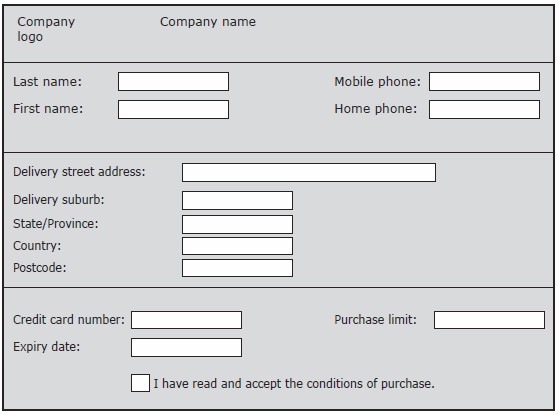 Company
logo
Company name
Last name:
Mobile phone:
First name:
Home phone:
Delivery street address:
Delivery suburb:
State/Province:
Country:
Postcode:
Credit card number:
Purchase limit:
Expiry date:
I have read and accept the conditions of purchase.